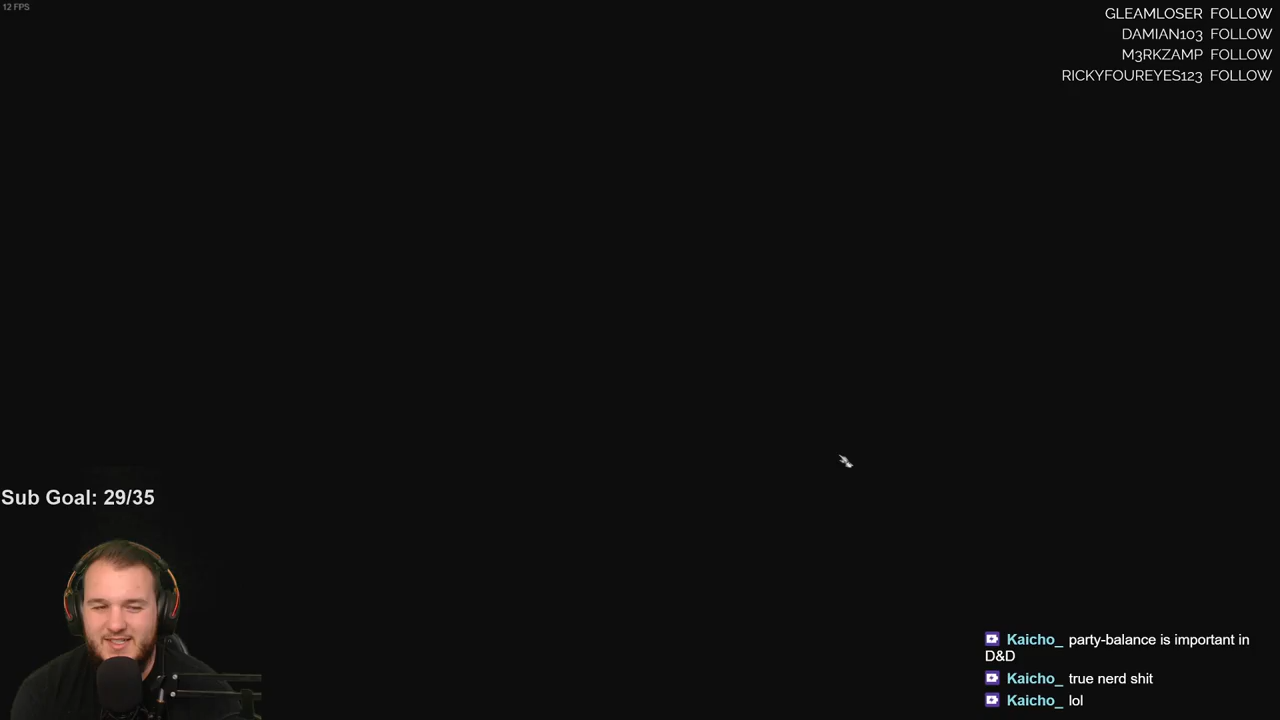 12 FPS
GLEAMLOSER FOLLOW
DAMIAN103 FOLLOW
M3RKZAMP FOLLOW
RICKYFOUREYES123 FOLLOW
Sub Goal: 29/35
Kaicho_ party-balance is important in
D&D
Kaicho_ true nerd shit
Kaicho_ lol